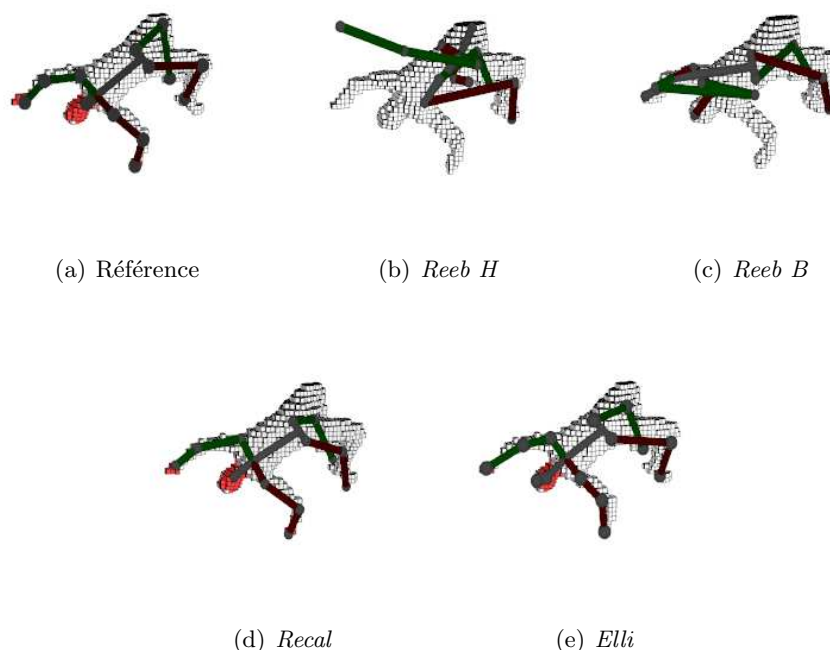 (a) Référence
(b) Reeb H
(c) Reeb B
(d) Recal
(e) Elli